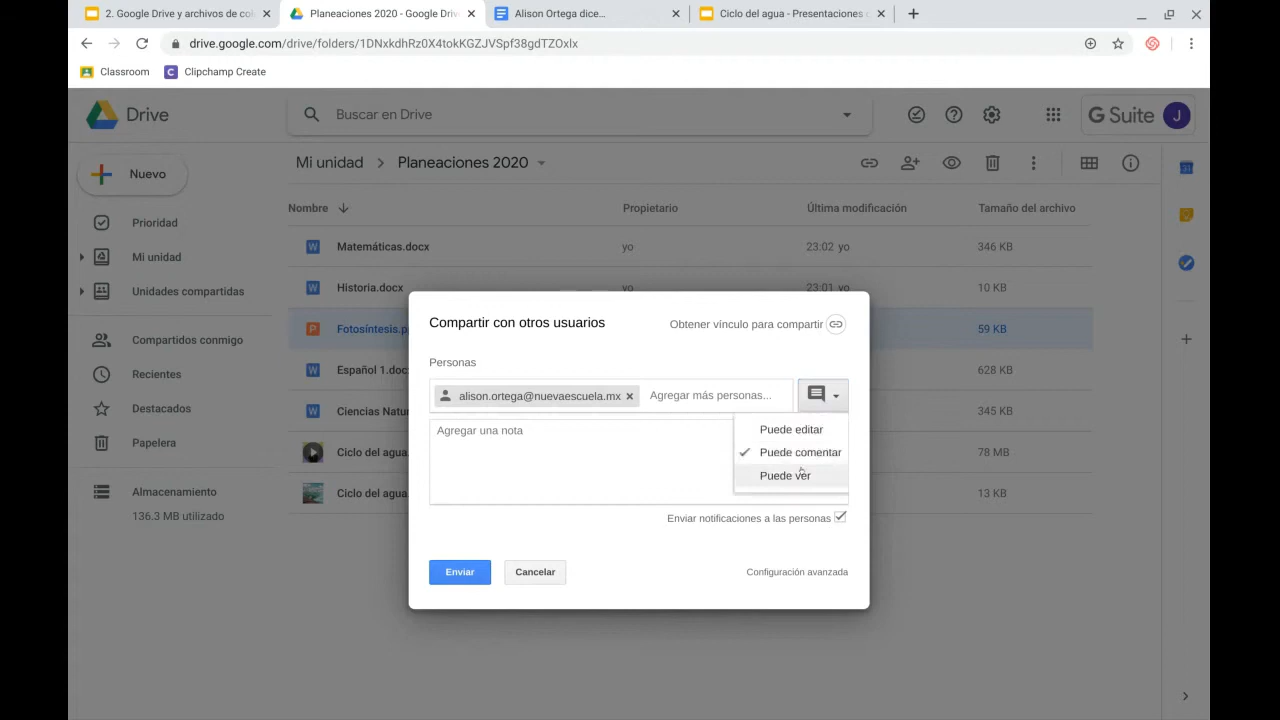 2. Google Drive y archivos de col
Planeaciones 2020 - Google Driv
Alison Ortega dice...
Ciclo del agua - Presentaciones
drive.google.com/drive/folders/1DNxkdhRz0X4tokKGZJVSpf38gdTZOxlx
Classroom
Clipchamp Create
Drive
Buscar en Drive
G Suite
J
Nuevo
Mi unidad
Planeaciones 2020
Prioridad
Mi unidad
Unidades compartidas
Compartidos conmigo
Recientes
Destacados
Papelera
Almacenamiento
136.3 MB utilizado
Nombre
Propietario
Última modificación
Tamaño del archivo
Matemáticas.docx
yo
23:02 yo
346 KB
Historia.docx
yo
23:01 yo
10 KB
Fotosíntesis.p
59 KB
Español 1.doc
628 KB
Ciencias Natu
345 KB
Ciclo del agua
78 MB
Ciclo del agua
13 KB
Compartir con otros usuarios
Obtener vínculo para compartir
Personas
alison.ortega@nuevaescuela.mx
Agregar más personas...
Agregar una nota
Puede editar
Puede comentar
Puede ver
Enviar notificaciones a las personas
Enviar
Cancelar
Configuración avanzada